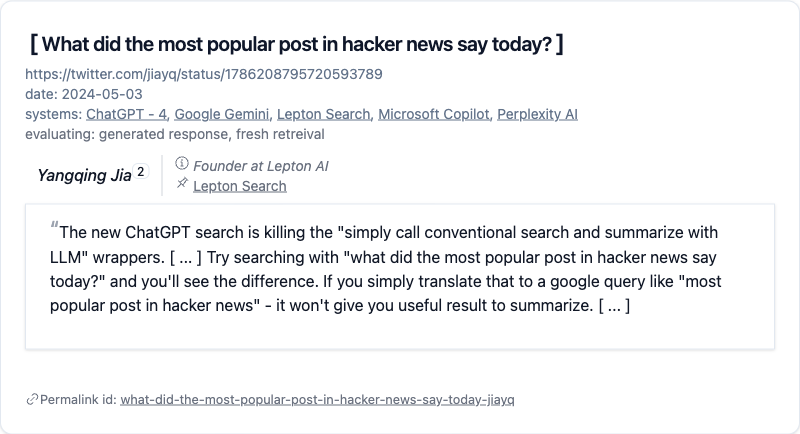 [ What did the most popular post in hacker news say today? ]
https://twitter.com/jiayq/status/1786208795720593789
date: 2024-05-03
systems: ChatGPT - 4, Google Gemini, Lepton Search, Microsoft Copilot, Perplexity AI
evaluating: generated response, fresh retreival
Yangqing Jia 2
Founder at Lepton AI
Lepton Search
"The new ChatGPT search is killing the "simply call conventional search and summarize with
LLM" wrappers. [ ... ] Try searching with "what did the most popular post in hacker news say
today?" and you'll see the difference. If you simply translate that to a google query like "most
popular post in hacker news" - it won't give you useful result to summarize. [ ... ]
Permalink id: what-did-the-most-popular-post-in-hacker-news-say-today-jiayq